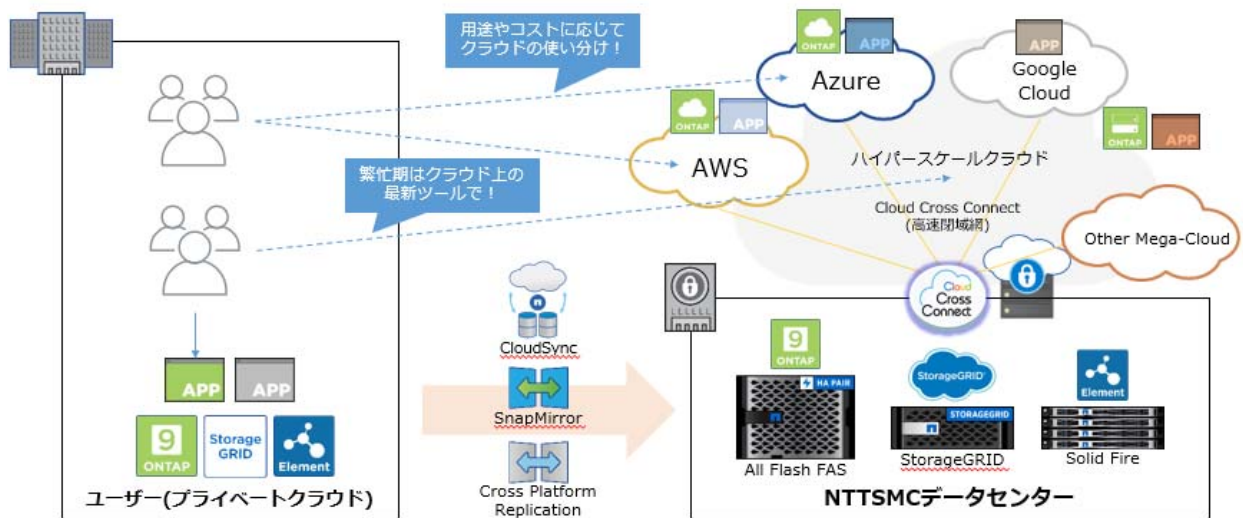 用途やコストに応じて
クラウドの使い分け！
ONTAP
APP
Azure
APP
Google
Cloud
ONTAP
APP
AWS
ONTAP
APP
ハイパースケールクラウド
繁忙期はクラウド上の
最新ツールで！
Cloud Cross Connect
(高速閉域網)
Other Mega-Cloud
Cloud
Cross
Connect
CloudSync
SnapMirror
Cross Platform
Replication
APP
APP
9
ONTAP
Storage
GRID
Element
ユーザー(プライベートクラウド)
9
ONTAP
HA PAIR
All Flash FAS
StorageGRID
STORAGEGRID
StorageGRID
Element
Solid Fire
NTTSMCデータセンター